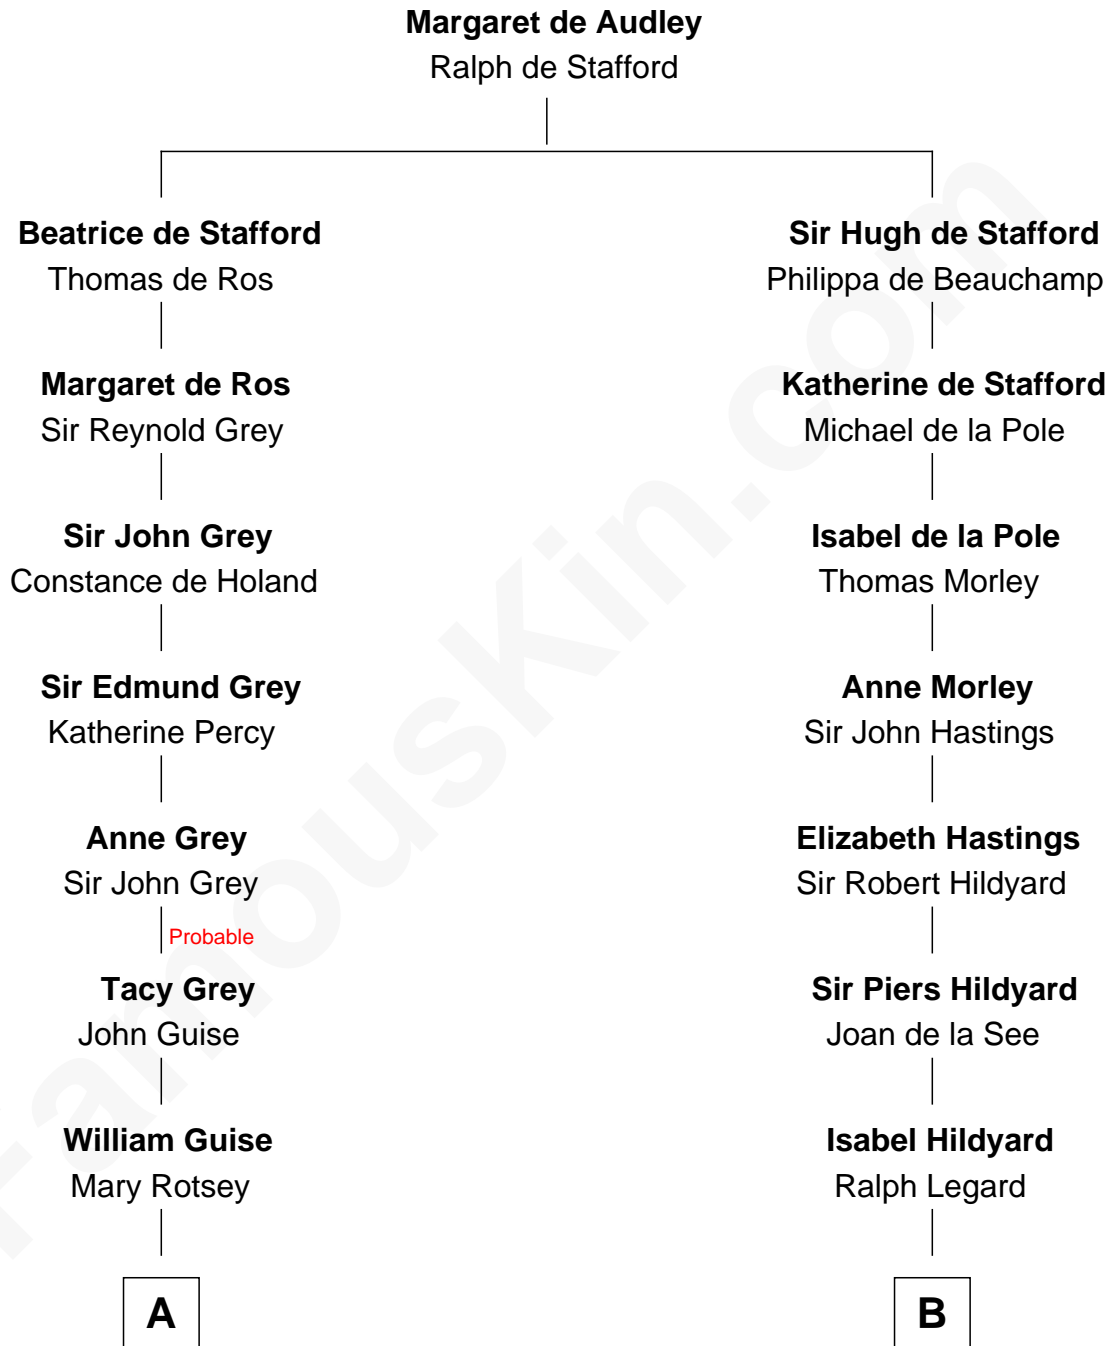 Margaret de Audley
Ralph de Stafford
Beatrice de Stafford
Thomas de Ros
Sir Hugh de Stafford
Philippa de Beauchamp
Margaret de Ros
Sir Reynold Grey
Katherine de Stafford
Michael de la Pole
Sir John Grey
Constance de Holand
Isabel de la Pole
Thomas Morley
Sir Edmund Grey
Katherine Percy
Anne Morley
Sir John Hastings
Anne Grey
Sir John Grey
Elizabeth Hastings
Sir Robert Hildyard
Probable
Tacy Grey
John Guise
Sir Piers Hildyard
Joan de la See
William Guise
Mary Rotsey
Isabel Hildyard
Ralph Legard
A
B
FamousKin.com